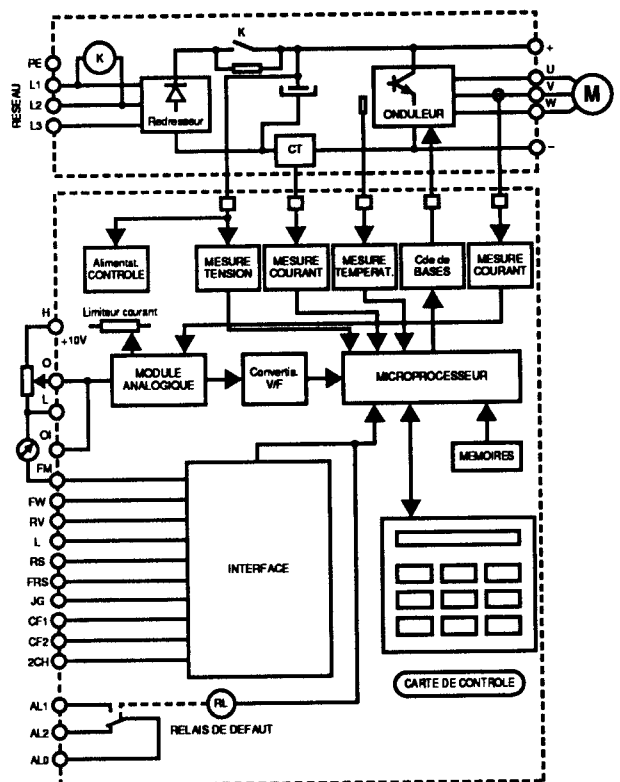 K
PE
K
L1
L2
L3
RESEAU
Redresseur
CT
ONDULEUR
+
U
V
W
M
-
Alimentat.
CONTROLE
MESURE
TENSION
MESURE
COURANT
MESURE
TEMPERAT.
Cde de
BASES
MESURE
COURANT
H
+10V
Limiteur courant
O
L
OI
FM
MODULE
ANALOGIQUE
Convertis.
V/F
MICROPROCESSEUR
MEMOIRES
FW
RV
L
RS
FRS
JG
CF1
CF2
2CH
INTERFACE
CARTE DE CONTROLE
AL1
AL2
AL0
RL
RELAIS DE DEFAUT